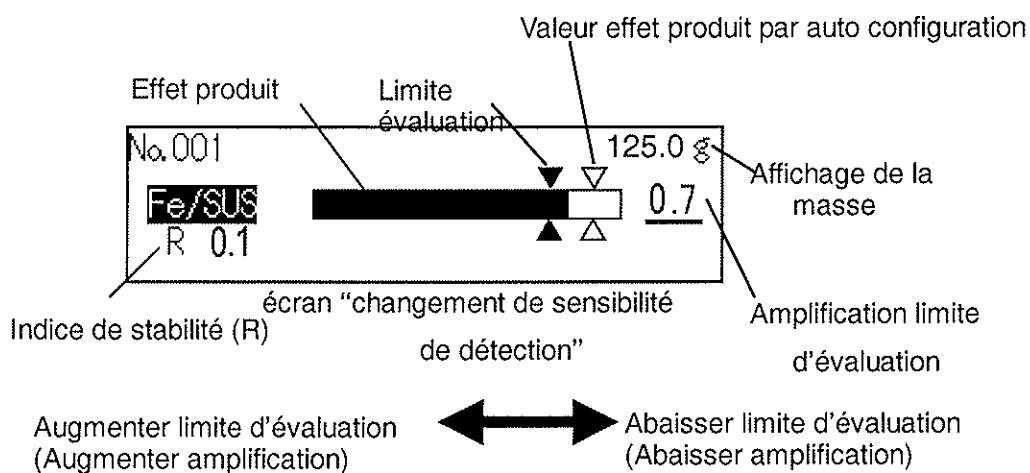 Valeur effet produit par auto configuration
Effet produit
Limite
évaluation
No.001
125.0 g
Affichage de la
masse
Fe/SUS
0.7
R 0.1
écran “changement de sensibilité
de détection”
Indice de stabilité (R)
Amplification limite
d’évaluation
Augmenter limite d’évaluation
(Augmenter amplification)
Abaisser limite d’évaluation
(Abaisser amplification)